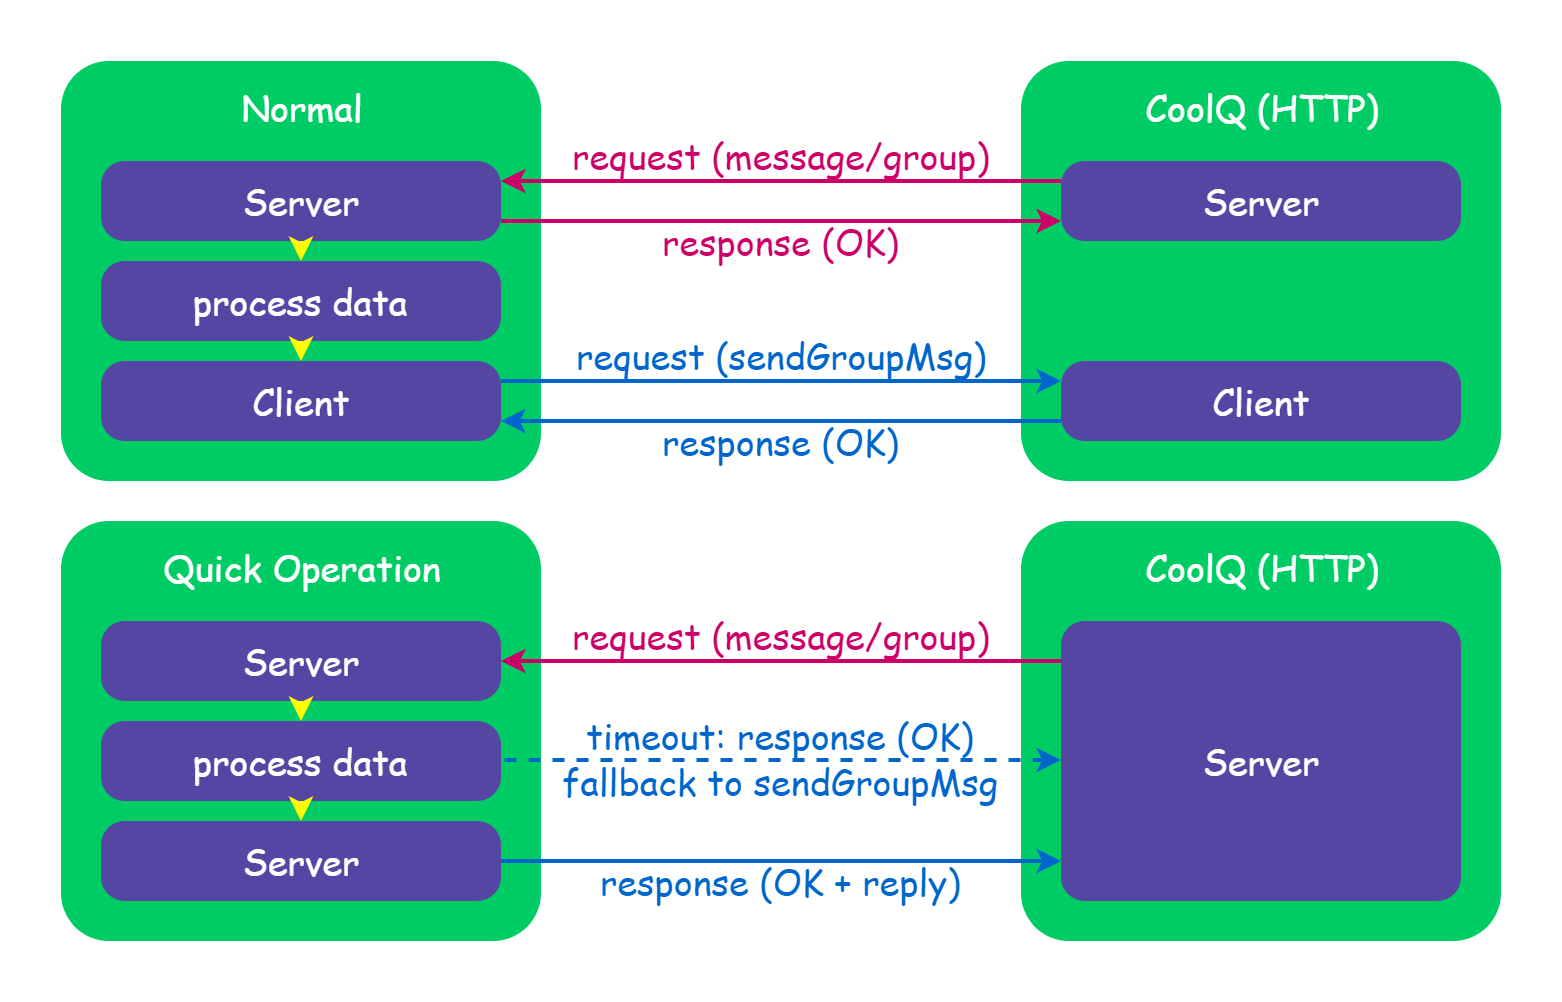 Normal
CoolQ (HTTP)
request (message/group)
Server
Server
response (OK)
process data
request (sendGroupMsg)
Client
Client
response (OK)
Quick Operation
CoolQ (HTTP)
request (message/group)
Server
timeout: response (OK)
process data
Server
fallback to sendGroupMsg
Server
response (OK + reply)